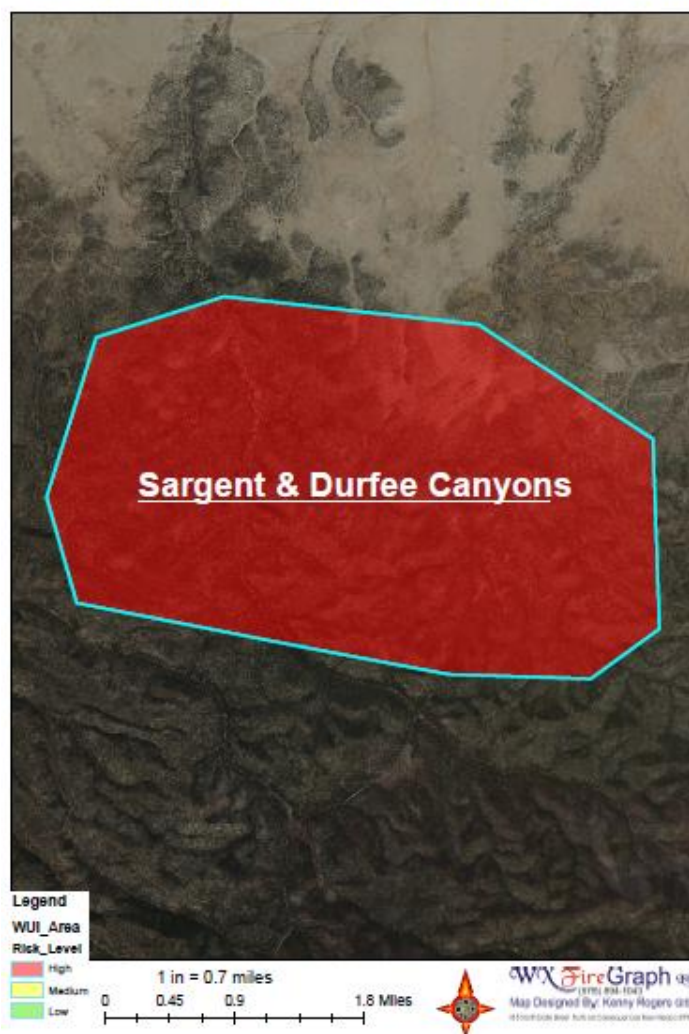 Sargent & Durfee Canyons
Legend
WUI_Area
Risk_Level
High
Medium
Low
1 in = 0.7 miles
0 0.45 0.9 1.8 Miles
WX FireGraph
Map Designed By: Kenny Rogers